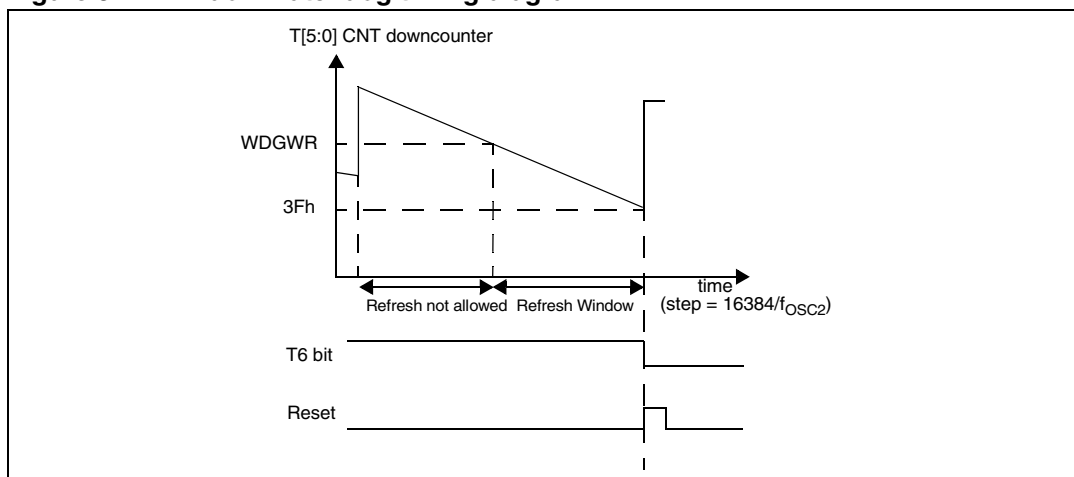 T[5:0] CNT downcounter
WDGWR
3Fh
time
Refresh not allowed Refresh Window (step = 16384/fOSC2)
T6 bit
Reset